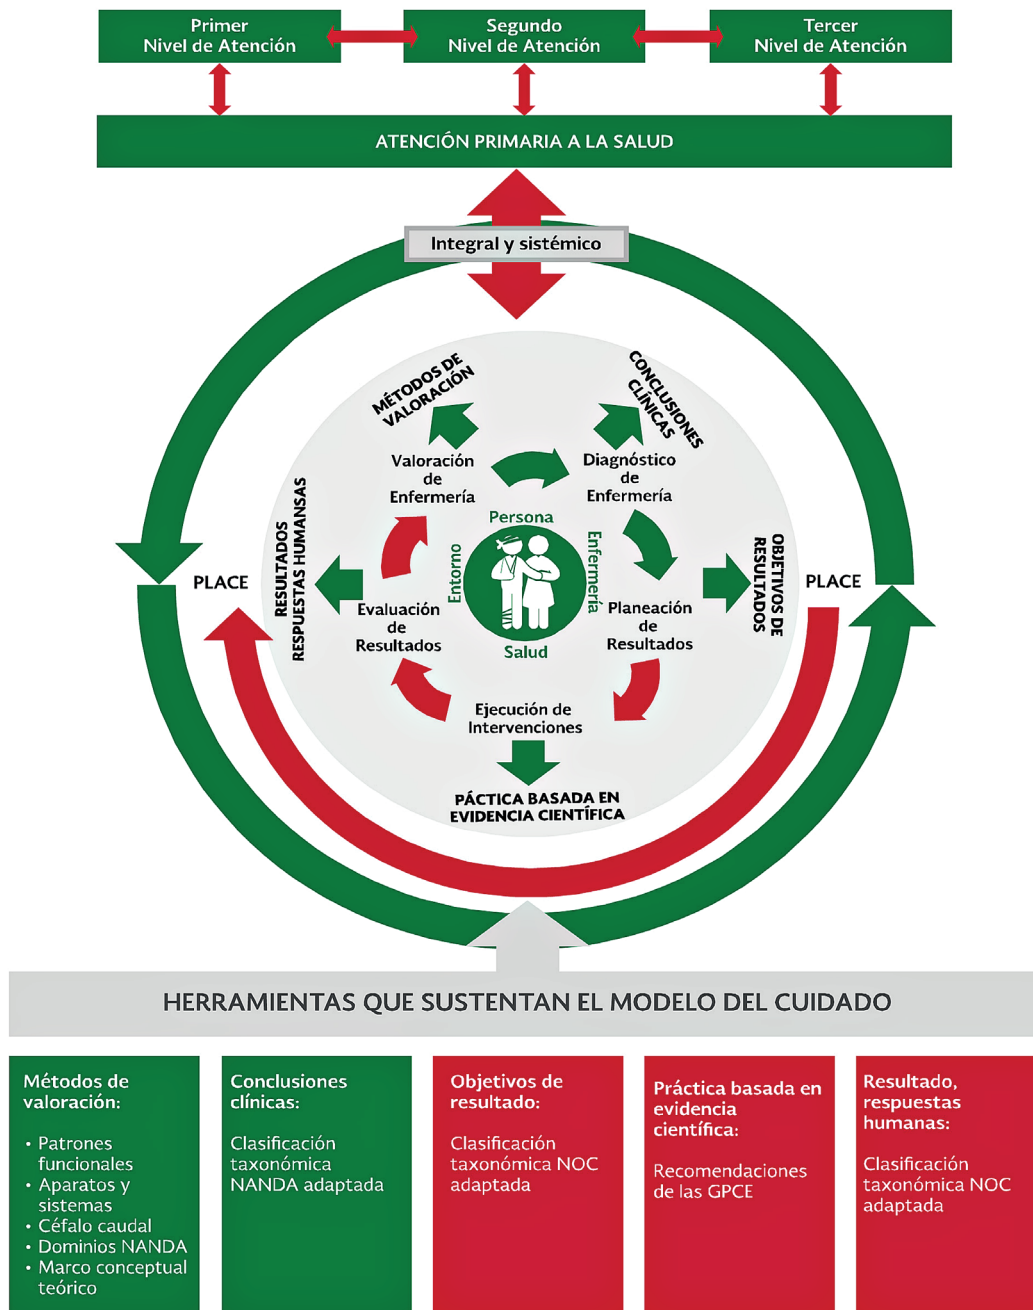 Primer
Nivel de Atención
Segundo
Nivel de Atención
Tercer
Nivel de Atención
ATENCIÓN PRIMARIA A LA SALUD
Integral y sistémico
MÉTODOS DE
VALORACIÓN
CONCLUSIONES
CLÍNICAS
Valoración
de
Enfermería
Diagnóstico
de
Enfermería
Persona
Entorno
Enfermería
Salud
RESULTADOS
RESPUESTAS HUMANSAS
OBJETIVOS DE
RESULTADOS
PLACE
PLACE
Evaluación
de
Resultados
Planeación
de
Resultados
Ejecución de
Intervenciones
PÁCTICA BASADA EN
EVIDENCIA CIENTÍFICA
HERRAMIENTAS QUE SUSTENTAN EL MODELO DEL CUIDADO
Métodos de
valoración:
• Patrones
funcionales
• Aparatos y
sistemas
• Céfalo caudal
• Dominios NANDA
• Marco conceptual
teórico
Conclusiones
clínicas:
Clasificación
taxonómica
NANDA adaptada
Objetivos de
resultado:
Clasificación
taxonómica NOC
adaptada
Práctica basada en
evidencia
científica:
Recomendaciones
de las GPCE
Resultado,
respuestas
humanas:
Clasificación
taxonómica NOC
adaptada